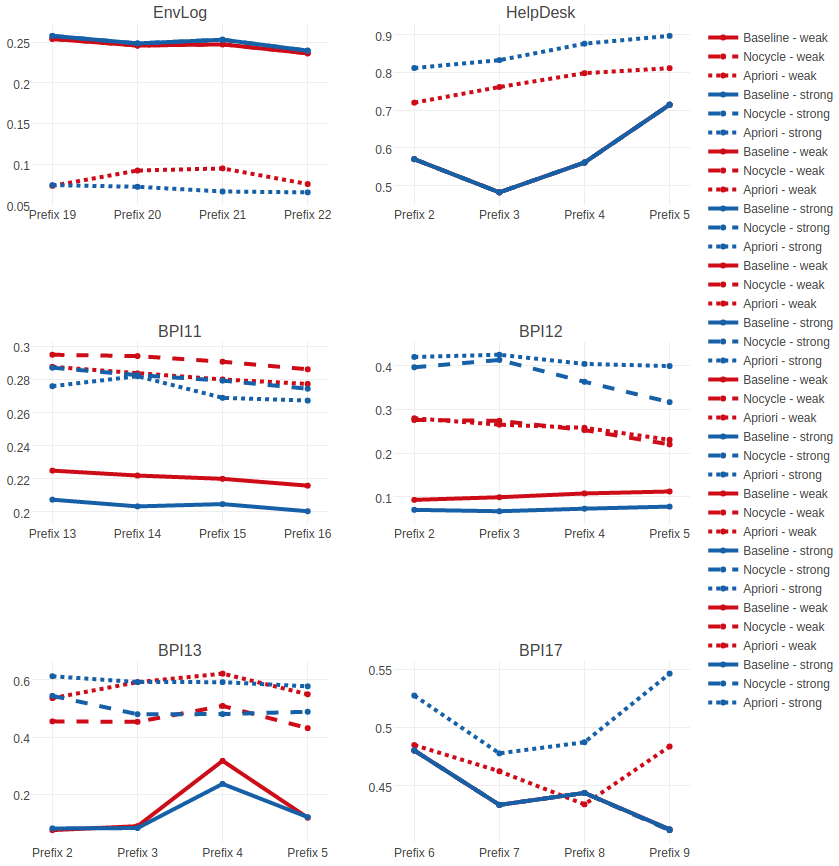 EnvLog
0.25
0.2
0.15
0.1
0.05
Prefix 19 Prefix 20 Prefix 21 Prefix 22
HelpDesk
0.9
0.8
0.7
0.6
0.5
Prefix 2 Prefix 3 Prefix 4 Prefix 5
BPI11
0.3
0.28
0.26
0.24
0.22
0.2
Prefix 13 Prefix 14 Prefix 15 Prefix 16
BPI12
0.4
0.3
0.2
0.1
Prefix 2 Prefix 3 Prefix 4 Prefix 5
BPI13
0.6
0.4
0.2
Prefix 2 Prefix 3 Prefix 4 Prefix 5
BPI17
0.55
0.5
0.45
Prefix 6 Prefix 7 Prefix 8 Prefix 9
Baseline - weak
Nocycle - weak
Apriori - weak
Baseline - strong
Nocycle - strong
Apriori - strong
Baseline - weak
Nocycle - weak
Apriori - weak
Baseline - strong
Nocycle - strong
Apriori - strong
Baseline - weak
Nocycle - weak
Apriori - weak
Baseline - strong
Nocycle - strong
Apriori - strong
Baseline - weak
Nocycle - weak
Apriori - weak
Baseline - strong
Nocycle - strong
Apriori - strong
Baseline - weak
Nocycle - weak
Apriori - weak
Baseline - strong
Nocycle - strong
Apriori - strong
Baseline - weak
Nocycle - weak
Apriori - weak
Baseline - strong
Nocycle - strong
Apriori - strong